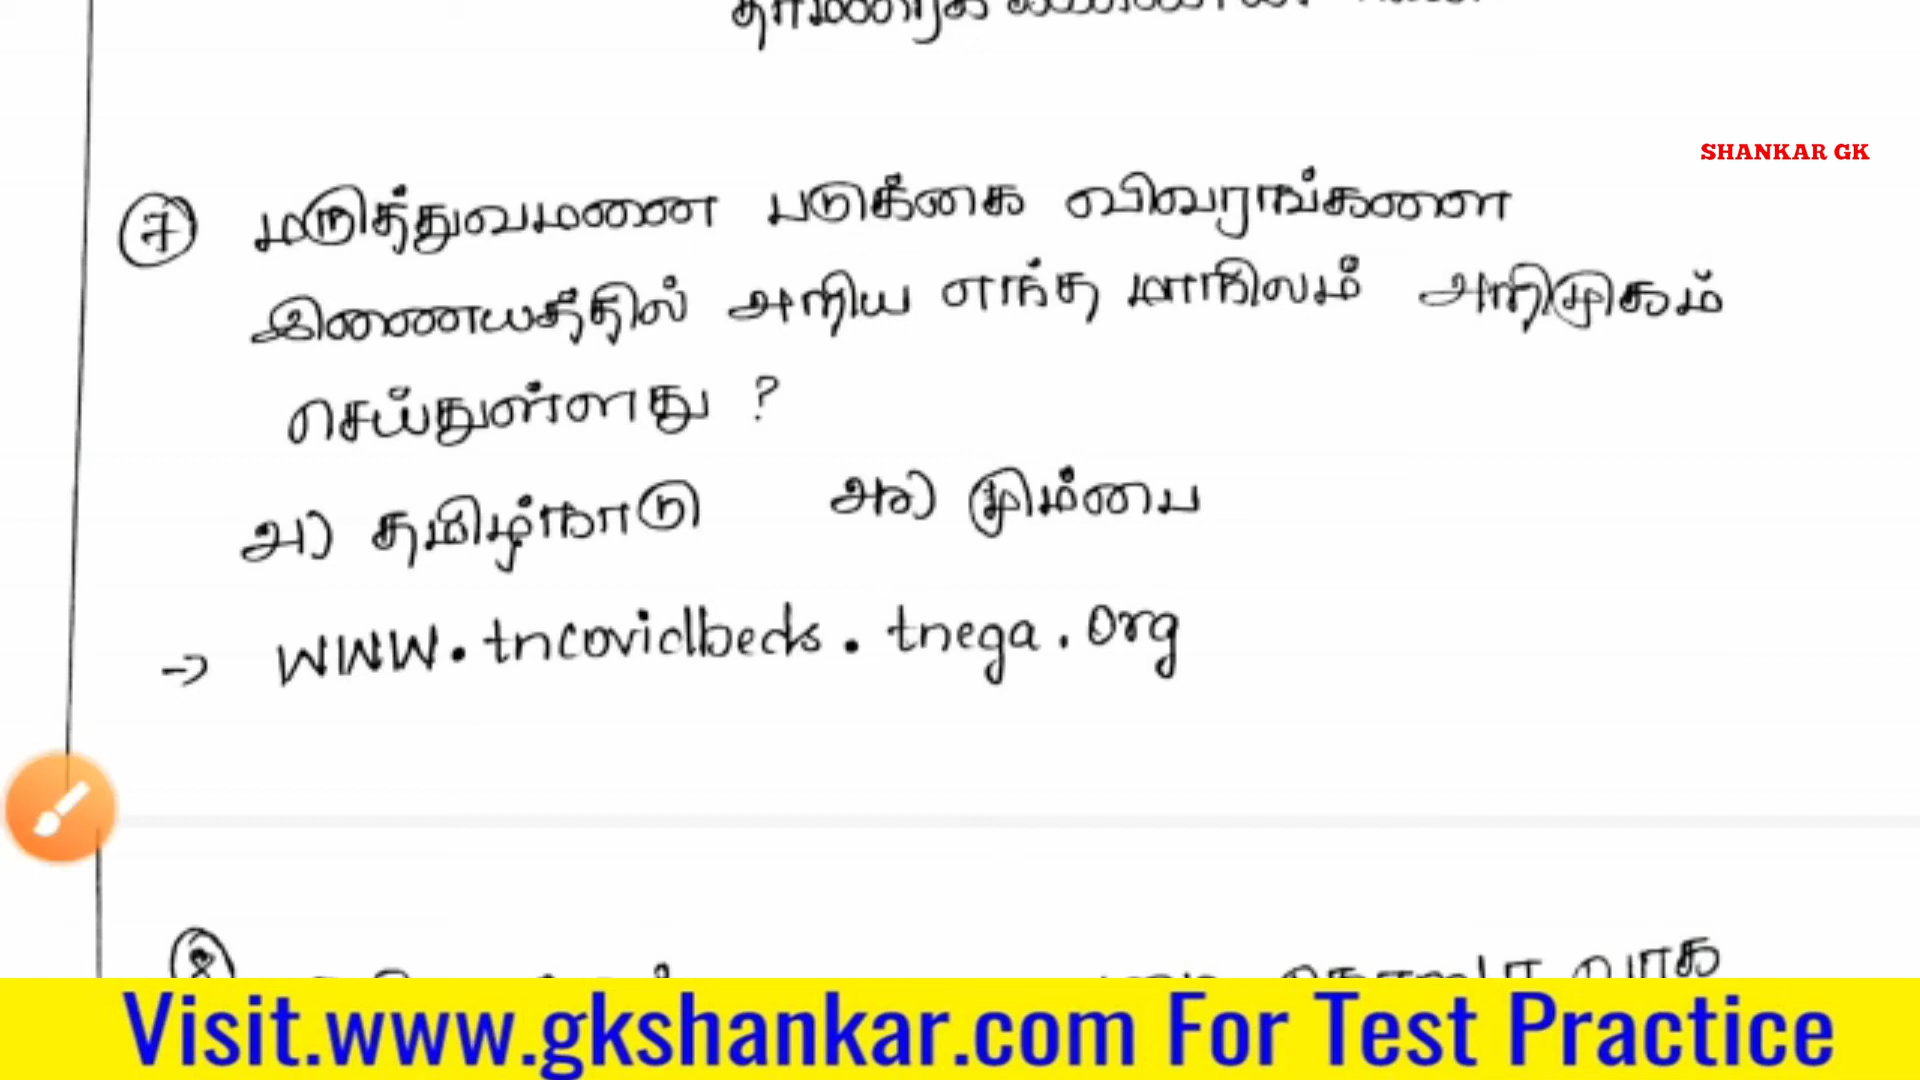 SHANKAR GK
7 மருத்துவமனை படுக்கை விவரங்களை
இணையத்தில் அறிய எந்த மாநிலம் அறிமுகம்
செய்துள்ளது ?
அ) தமிழ்நாடு ஆ) மும்பை
-> WWW.tncovidbeds.tnega.org
8
Visit.www.gkshankar.com For Test Practice